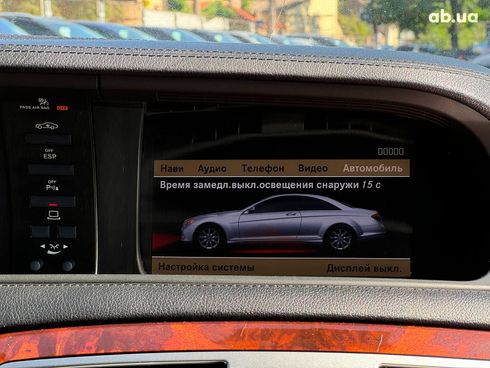 ab.ua
PASS AIR BAG OFF
OFF
ESP
OFF
P
Нави Аудио Телефон Видео Автомобиль
Время замедл.выкл.освещения снаружи 15 с
Настройка системы Дисплей выкл.